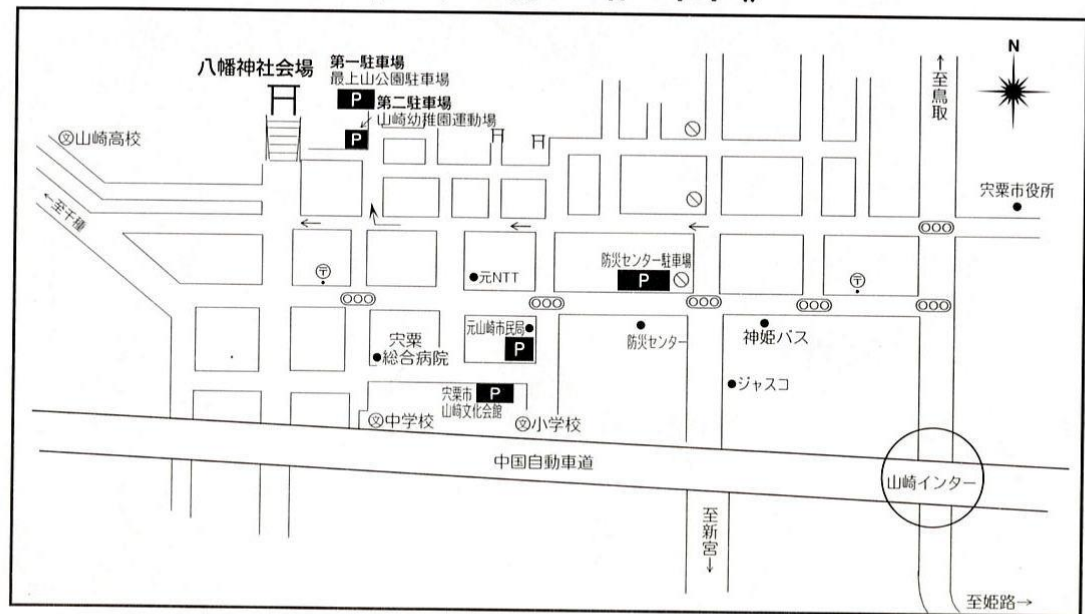 八幡神社会場
第一駐車場
最上山公園駐車場
P 第二駐車場
山崎幼稚園運動場
P
N
↑至鳥取
文山崎高校
宍粟市役所
←至千種
〒
元NTT
防災センター駐車場
P
〒
元山崎市民局
P
防災センター
神姫バス
宍粟
総合病院
ジャスコ
宍粟市
山崎文化会館
P
文中学校
文小学校
中国自動車道
山崎インター
至新宮↓
至姫路→